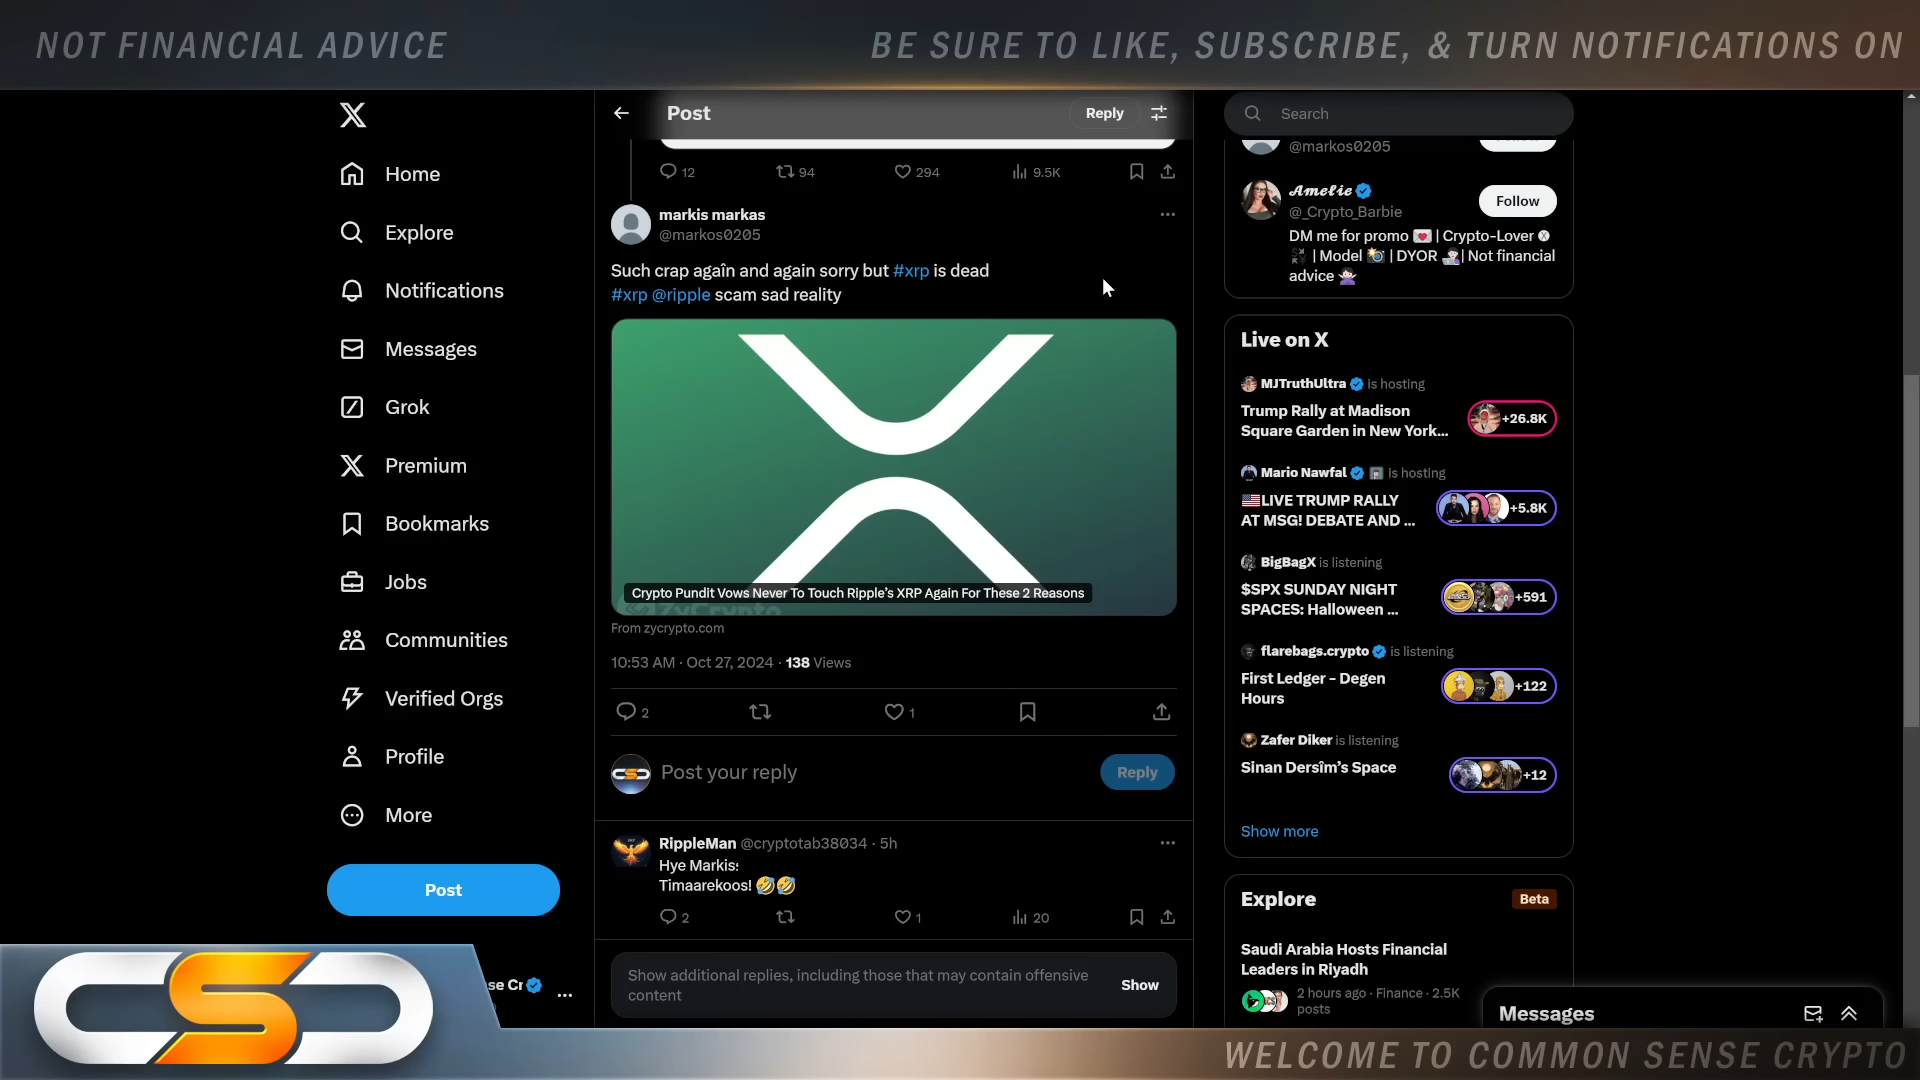 NOT FINANCIAL ADVICE
BE SURE TO LIKE, SUBSCRIBE, & TURN NOTIFICATIONS ON
Home
Explore
Notifications
Messages
Grok
Premium
Bookmarks
Jobs
Communities
Verified Orgs
Profile
More
Post
se Cr
Post
Reply
12
94
294
9.5K
markis markas
@markos0205
Such crap agaîn and again sorry but #xrp is dead
#xrp @ripple scam sad reality
ZyCrypto
Crypto Pundit Vows Never To Touch Ripple's XRP Again For These 2 Reasons
From zycrypto.com
10:53 AM · Oct 27, 2024 · 138 Views
2
1
Post your reply
Reply
RippleMan @cryptotab38034 · 5h
Hye Markis:
Timaarekoos! 🤣🤣
2
1
20
Show additional replies, including those that may contain offensive
content
Show
Search
@markos0205
𝓐𝓶𝓮𝓵𝓲𝓮
@_Crypto_Barbie
Follow
DM me for promo 💌 | Crypto-Lover
| Model 📸 | DYOR 👩🏻‍💻| Not financial
advice 🤷🏻‍♀️
Live on X
MJTruthUltra is hosting
Trump Rally at Madison
Square Garden in New York...
+26.8K
Mario Nawfal is hosting
🇺🇸LIVE TRUMP RALLY
AT MSG! DEBATE AND ...
+5.8K
BigBagX is listening
$SPX SUNDAY NIGHT
SPACES: Halloween ...
+591
flarebags.crypto is listening
First Ledger - Degen
Hours
+122
Zafer Diker is listening
Sinan Dersîm's Space
+12
Show more
Explore
Beta
Saudi Arabia Hosts Financial
Leaders in Riyadh
2 hours ago · Finance · 2.5K
posts
Messages
CSC
WELCOME TO COMMON SENSE CRYPTO